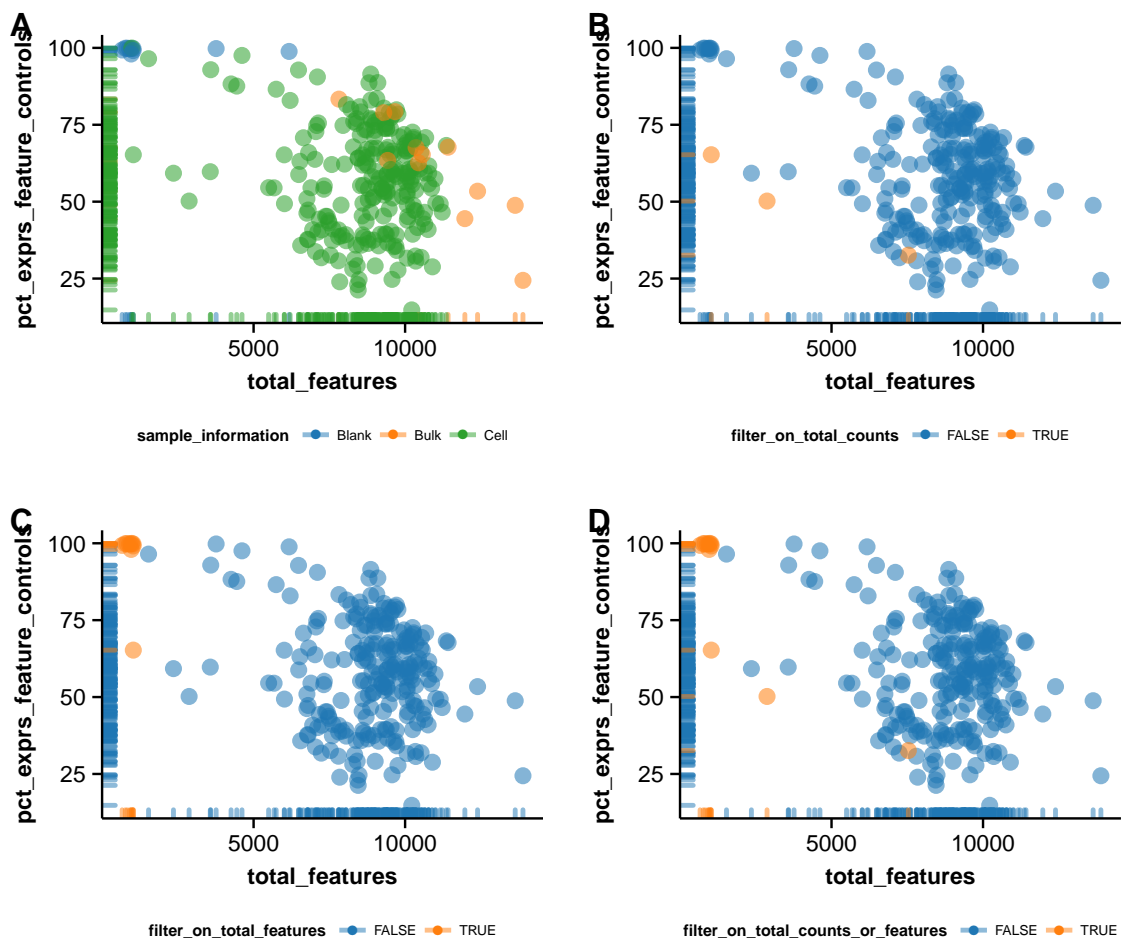 A
B
pct_exprs_feature_controls
100
75
50
25
5000
10000
total_features
sample_information Blank Bulk Cell
pct_exprs_feature_controls
100
75
50
25
5000
10000
total_features
filter_on_total_counts FALSE TRUE
C
D
pct_exprs_feature_controls
100
75
50
25
5000
10000
total_features
filter_on_total_features FALSE TRUE
pct_exprs_feature_controls
100
75
50
25
5000
10000
total_features
filter_on_total_counts_or_features FALSE TRUE